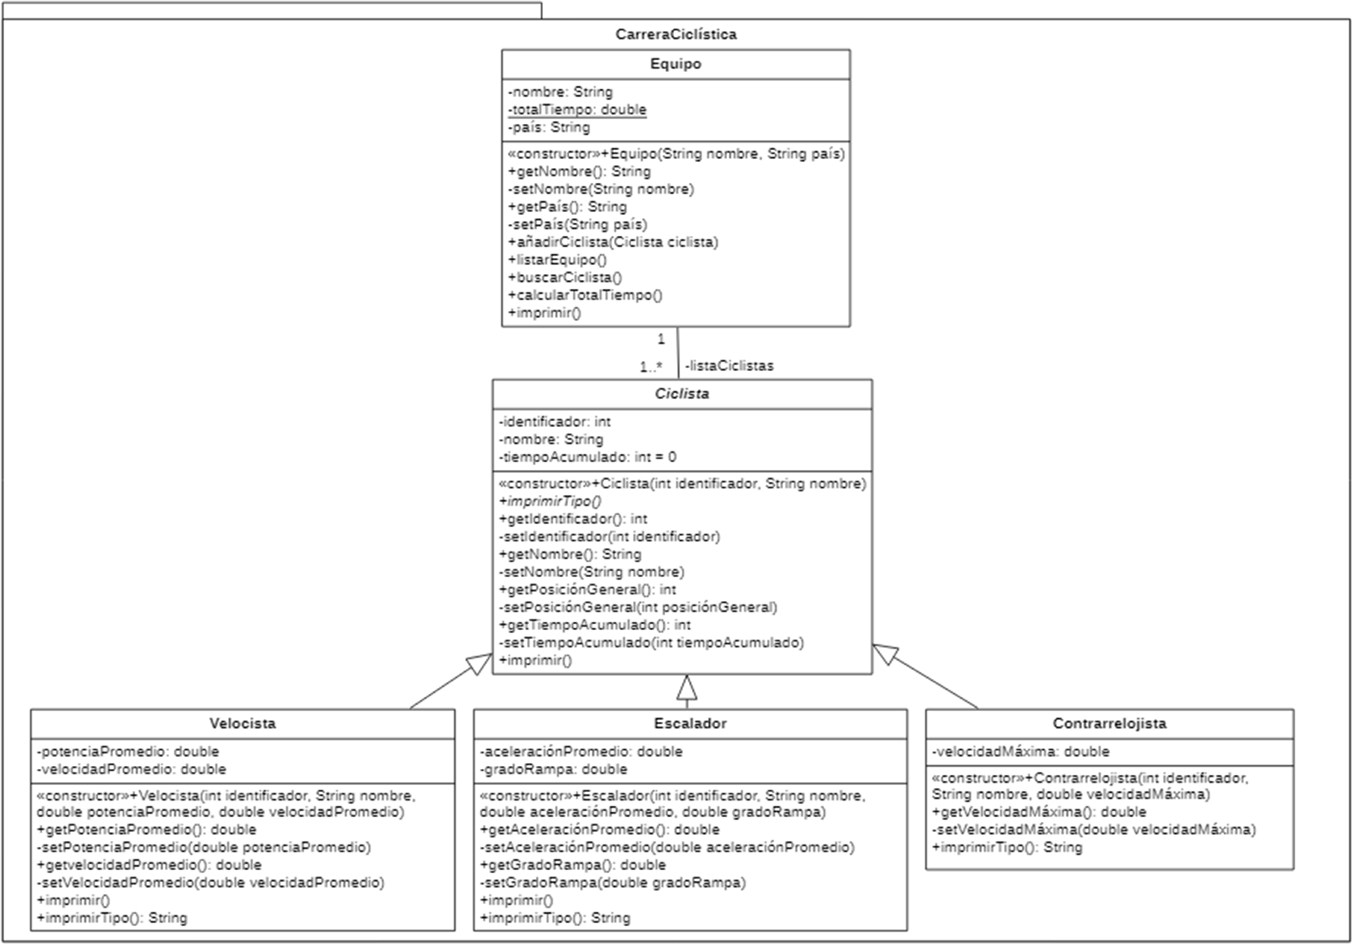 CarreraCiclística
Equipo
-nombre: String
-totalTiempo: double
-país: String
«constructor»+Equipo(String nombre, String país)
+getNombre(): String
-setNombre(String nombre)
+getPaís(): String
-setPaís(String país)
+añadirCiclista(Ciclista ciclista)
+listarEquipo()
+buscarCiclista()
+calcularTotalTiempo()
+imprimir()
1
1..* -listaCiclistas
Ciclista
-identificador: int
-nombre: String
-tiempoAcumulado: int = 0
«constructor»+Ciclista(int identificador, String nombre)
+imprimirTipo()
+getIdentificador(): int
-setIdentificador(int identificador)
+getNombre(): String
-setNombre(String nombre)
+getPosiciónGeneral(): int
-setPosiciónGeneral(int posiciónGeneral)
+getTiempoAcumulado(): int
-setTiempoAcumulado(int tiempoAcumulado)
+imprimir()
Velocista
-potenciaPromedio: double
-velocidadPromedio: double
«constructor»+Velocista(int identificador, String nombre,
double potenciaPromedio, double velocidadPromedio)
+getPotenciaPromedio(): double
-setPotenciaPromedio(double potenciaPromedio)
+getvelocidadPromedio(): double
-setVelocidadPromedio(double velocidadPromedio)
+imprimir()
+imprimirTipo(): String
Escalador
-aceleraciónPromedio: double
-gradoRampa: double
«constructor»+Escalador(int identificador, String nombre,
double aceleraciónPromedio, double gradoRampa)
+getAceleraciónPromedio(): double
-setAceleraciónPromedio(double aceleraciónPromedio)
+getGradoRampa(): double
-setGradoRampa(double gradoRampa)
+imprimir()
+imprimirTipo(): String
Contrarrelojista
-velocidadMáxima: double
«constructor»+Contrarrelojista(int identificador,
String nombre, double velocidadMáxima)
+getVelocidadMáxima(): double
-setVelocidadMáxima(double velocidadMáxima)
+imprimirTipo(): String